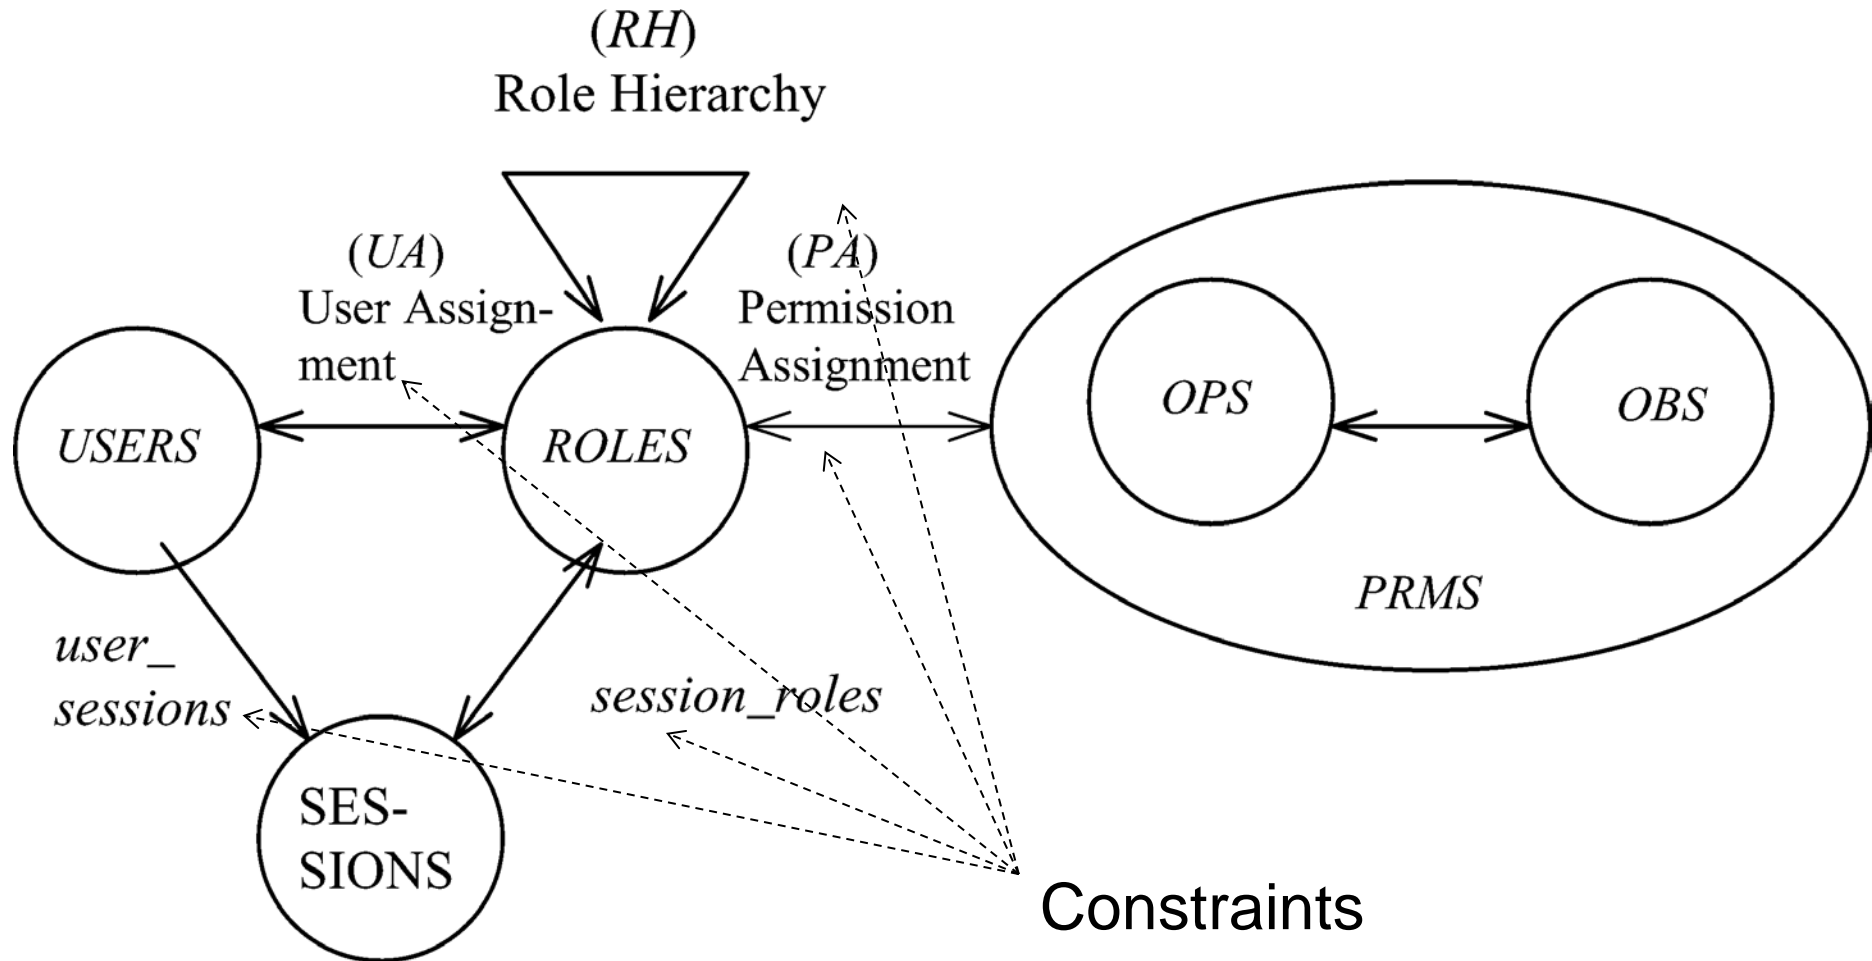 (RH)
Role Hierarchy
(UA)
User Assign-
ment
(PA)
Permission
Assignment
USERS
ROLES
OPS
OBS
PRMS
user_
sessions
session_roles
SES-
SIONS
Constraints